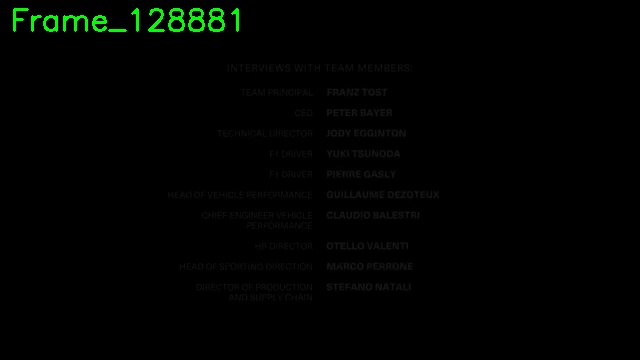 Frame_128881
INTERVIEWS WITH TEAM MEMBERS:
TEAM PRINCIPAL FRANZ TOST
CEO PETER BAYER
TECHNICAL DIRECTOR JODY EGGINTON
F1 DRIVER YUKI TSUNODA
F1 DRIVER PIERRE GASLY
HEAD OF VEHICLE PERFORMANCE GUILLAUME DEZOTEUX
CHIEF ENGINEER VEHICLE CLAUDIO BALESTRI
PERFORMANCE
HR DIRECTOR OTELLO VALENTI
HEAD OF SPORTING DIRECTION MARCO PERRONE
DIRECTOR OF PRODUCTION STEFANO NATALI
AND SUPPLY CHAIN